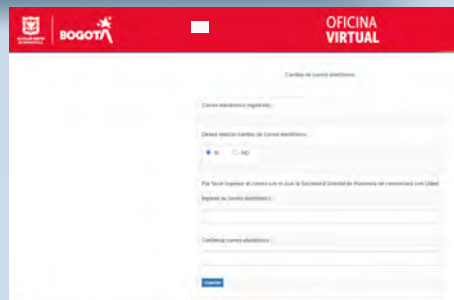 BOGOTÁ
OFICINA
VIRTUAL
Cambio de correo electrónico
Correo electrónico registrado :
Desea realizar cambio de correo electrónico :
SI NO
Por favor ingresar el correo con el cual la Secretaría Distrital de Hacienda se comunicará con Usted
Ingrese su correo electrónico :
Confirmar correo electrónico :